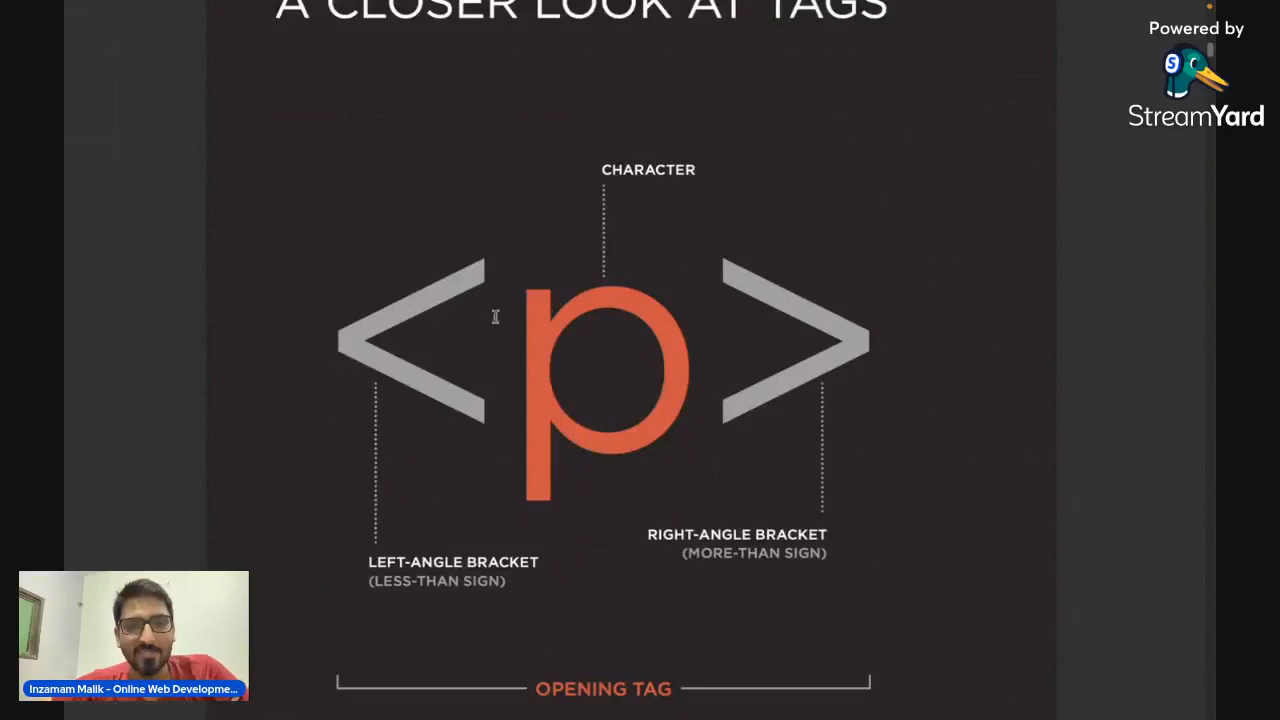 A CLOSER LOOK AT TAGS
Powered by
StreamYard
S
CHARACTER
<p>
RIGHT-ANGLE BRACKET
(MORE-THAN SIGN)
LEFT-ANGLE BRACKET
(LESS-THAN SIGN)
Inzamam Malik - Online Web Developme...
OPENING TAG